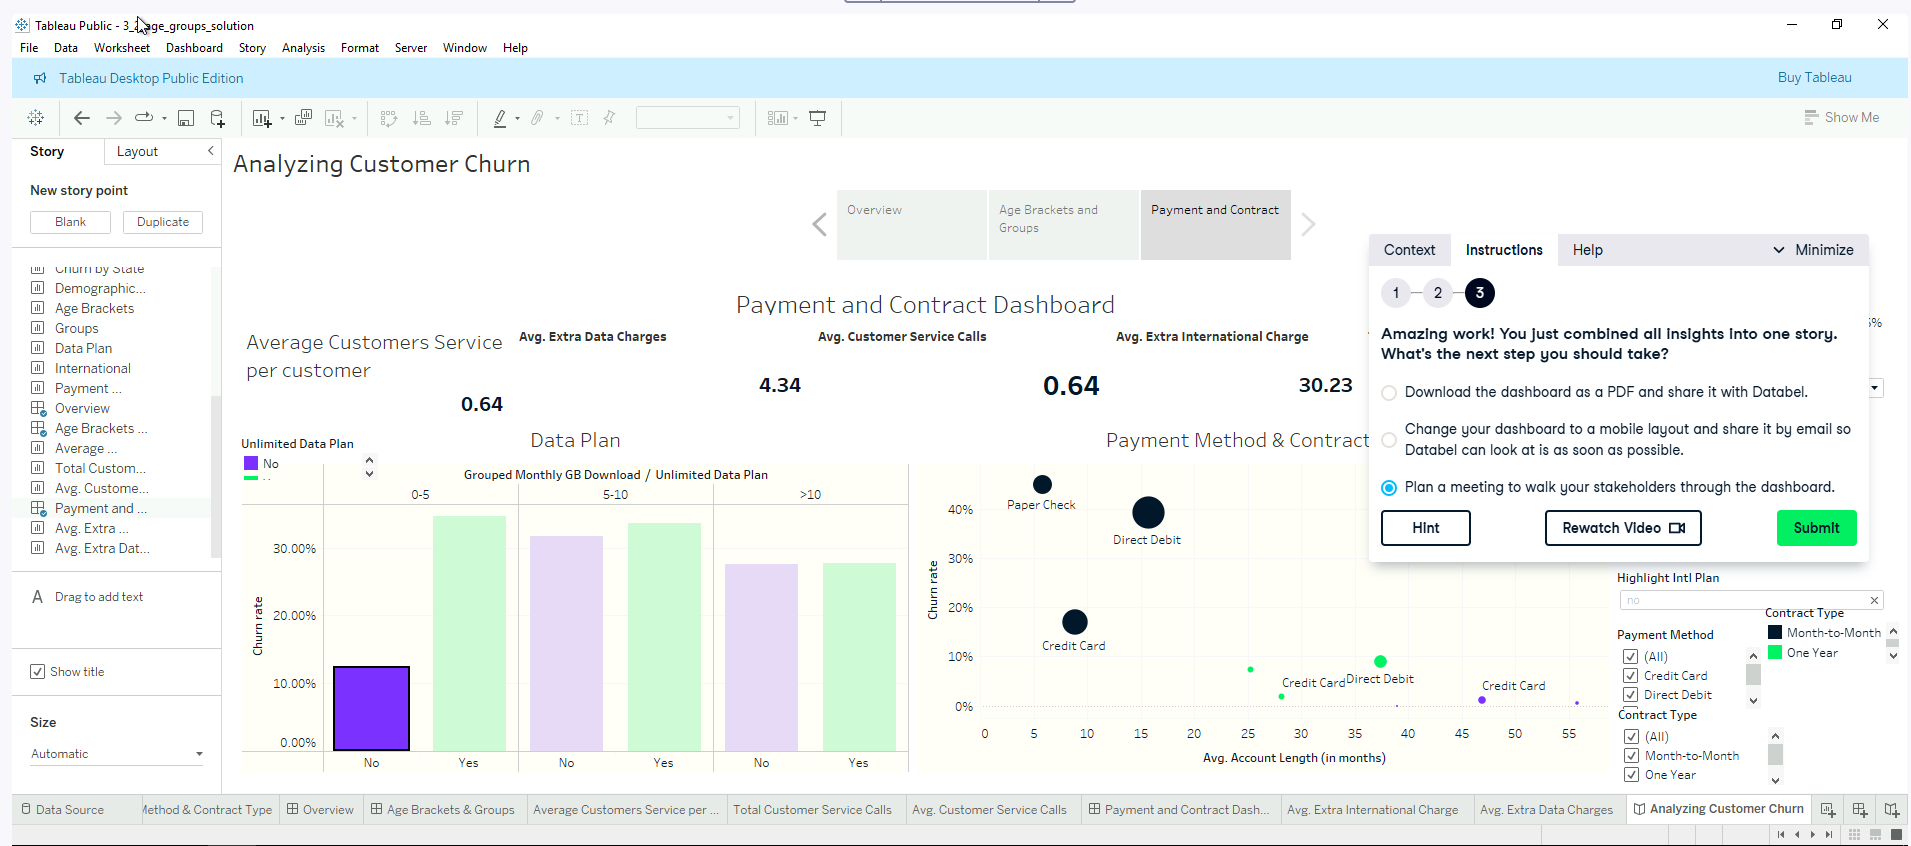 Tableau Public - 3_2_age_groups_solution
File Data Worksheet Dashboard Story Analysis Format Server Window Help
Tableau Desktop Public Edition
Buy Tableau
Show Me
Story Layout
New story point
Blank Duplicate
Churn by State
Demographic...
Age Brackets
Groups
Data Plan
International
Payment ...
Overview
Age Brackets ...
Average ...
Total Custom...
Avg. Custome...
Payment and ...
Avg. Extra ...
Avg. Extra Dat...
A Drag to add text
Show title
Size
Automatic
Analyzing Customer Churn
Overview
Age Brackets and
Groups
Payment and Contract
Payment and Contract Dashboard
Average Customers Service
per customer
0.64
Avg. Extra Data Charges
4.34
Avg. Customer Service Calls
0.64
Avg. Extra International Charge
30.23
Unlimited Data Plan
No
Data Plan
Grouped Monthly GB Download / Unlimited Data Plan
0-5 5-10 >10
Churn rate
30.00%
20.00%
10.00%
0.00%
No Yes No Yes No Yes
Payment Method & Contract
Churn rate
40%
30%
20%
10%
0%
Paper Check
Direct Debit
Credit Card
Credit Card
Direct Debit
Credit Card
0 5 10 15 20 25 30 35 40 45 50 55
Avg. Account Length (in months)
Context Instructions Help Minimize
1 2 3
Amazing work! You just combined all insights into one story.
What's the next step you should take?
Download the dashboard as a PDF and share it with Databel.
Change your dashboard to a mobile layout and share it by email so
Databel can look at is as soon as possible.
Plan a meeting to walk your stakeholders through the dashboard.
Hint Rewatch Video Submit
Highlight Intl Plan
no
Payment Method
(All)
Credit Card
Direct Debit
Contract Type
Month-to-Month
One Year
Contract Type
(All)
Month-to-Month
One Year
Data Source
Method & Contract Type
Overview
Age Brackets & Groups
Average Customers Service per ...
Total Customer Service Calls
Avg. Customer Service Calls
Payment and Contract Dash...
Avg. Extra International Charge
Avg. Extra Data Charges
Analyzing Customer Churn